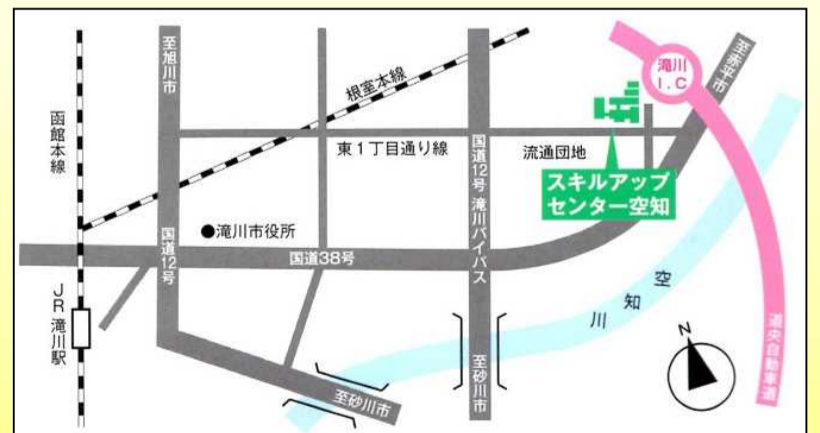 至旭川市
根室本線
函館本線
滝川
I.C
至赤平市
東1丁目通り線
国道12号 滝川バイパス
流通団地
スキルアップ
センター空知
●滝川市役所
国道12号
国道38号
空知川
JR滝川駅
至砂川市
至砂川市
道央自動車道
N